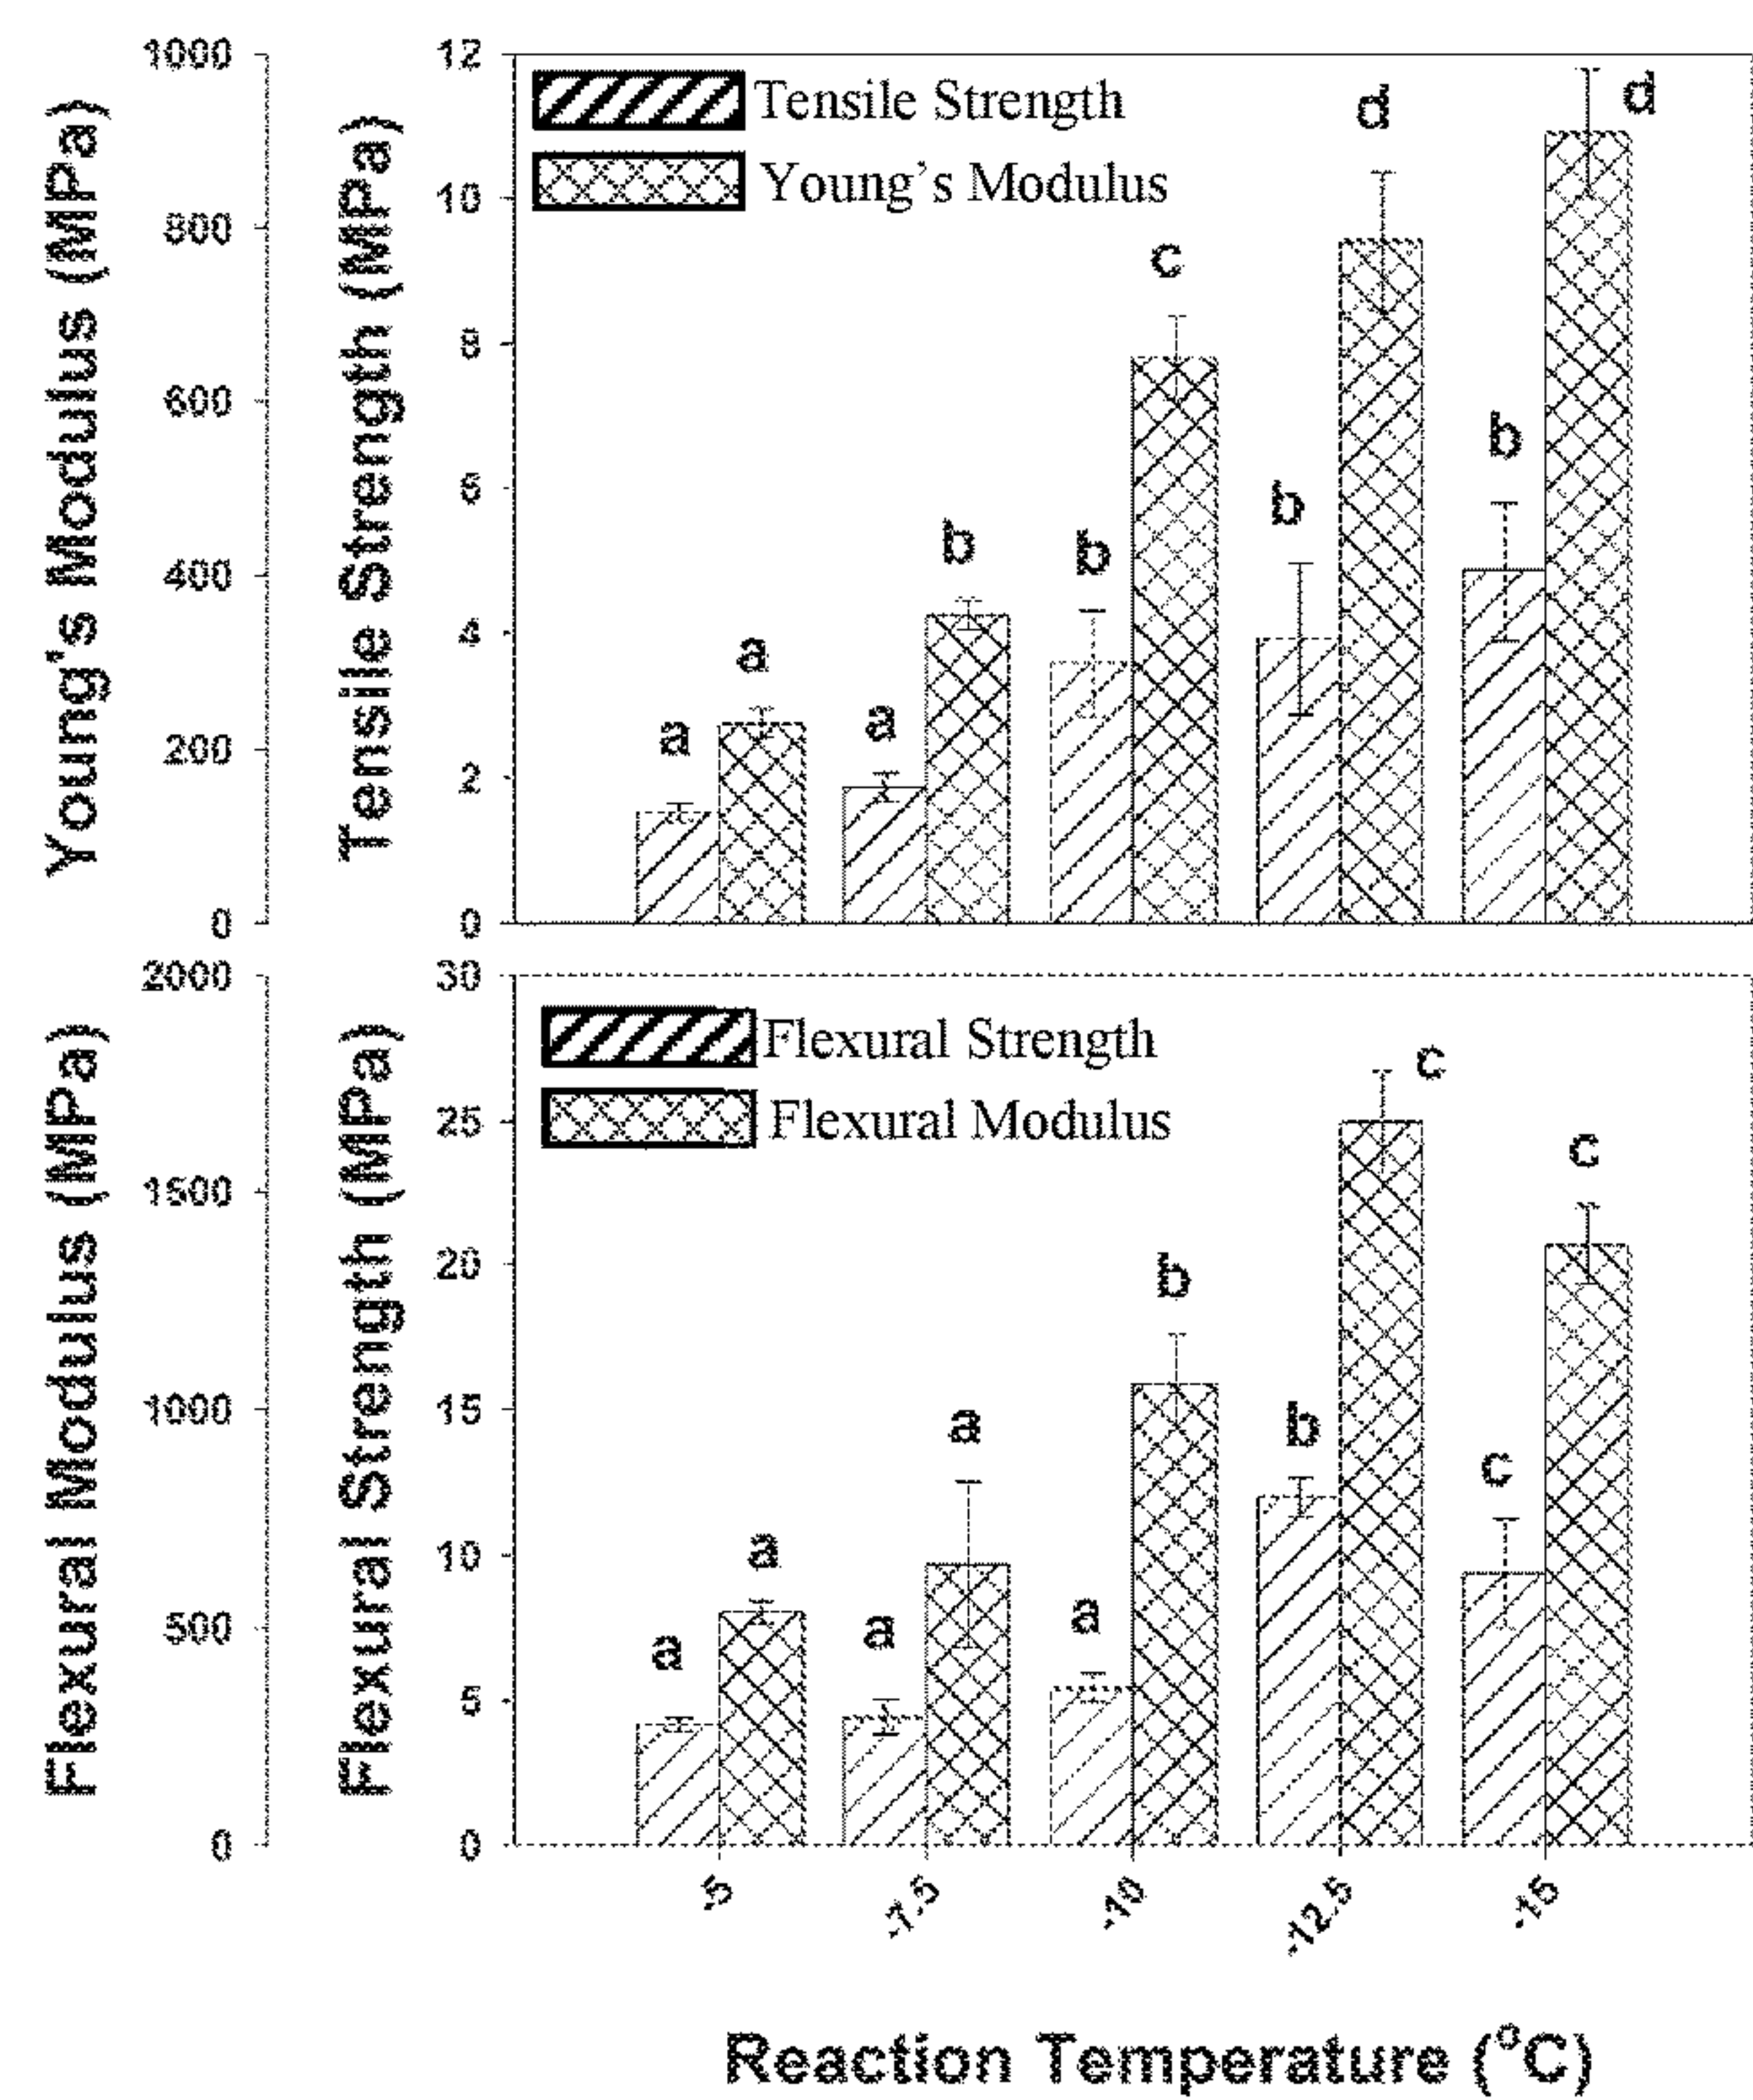 Young's Modulus (MPa)
1000
800
600
400
200
0
Tensile Strength (MPa)
12
10
8
6
4
2
0
Tensile Strength
Young’s Modulus
a
a
a
b
b
c
b
d
b
d
Flexural Modulus (MPa)
2000
1500
1000
500
0
Flexural Strength (MPa)
30
25
20
15
10
5
0
Flexural Strength
Flexural Modulus
a
a
a
a
a
b
b
c
c
c
-5
-7.5
-10
-12.5
-15
Reaction Temperature (°C)